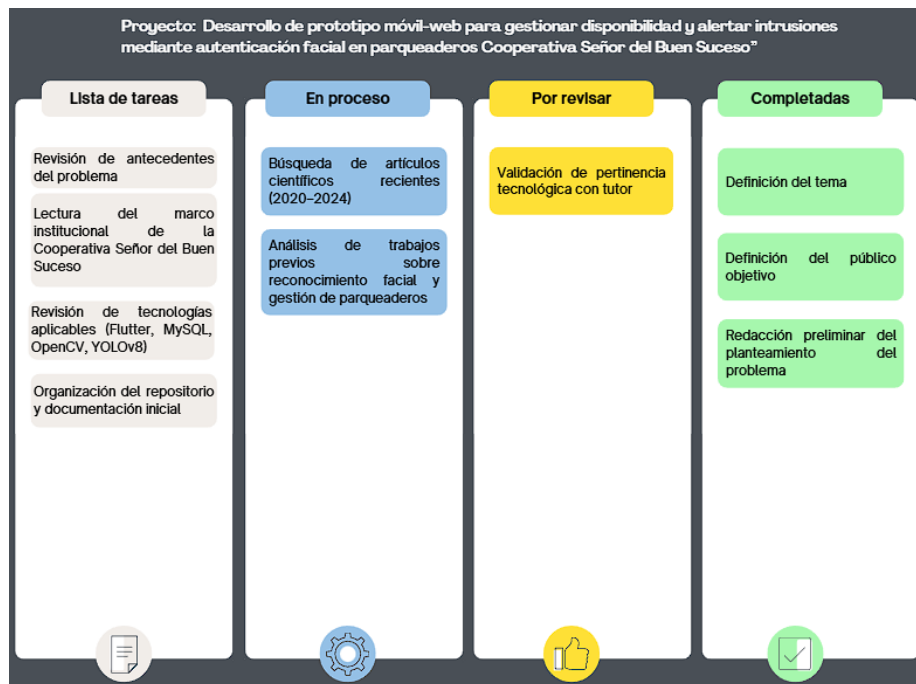 Proyecto: Desarrollo de prototipo móvil-web para gestionar disponibilidad y alertar intrusiones
mediante autenticación facial en parqueaderos Cooperativa Señor del Buen Suceso”
Lista de tareas
Revisión de antecedentes
del problema
Lectura del marco
institucional de la
Cooperativa Señor del Buen
Suceso
Revisión de tecnologías
aplicables (Flutter, MySQL,
OpenCV, YOLOv8)
Organización del repositorio
y documentación inicial
En proceso
Búsqueda de artículos
científicos recientes
(2020–2024)
Análisis de trabajos
previos sobre
reconocimiento facial y
gestión de parqueaderos
Por revisar
Validación de pertinencia
tecnológica con tutor
Completadas
Definición del tema
Definición del público
objetivo
Redacción preliminar del
planteamiento del
problema